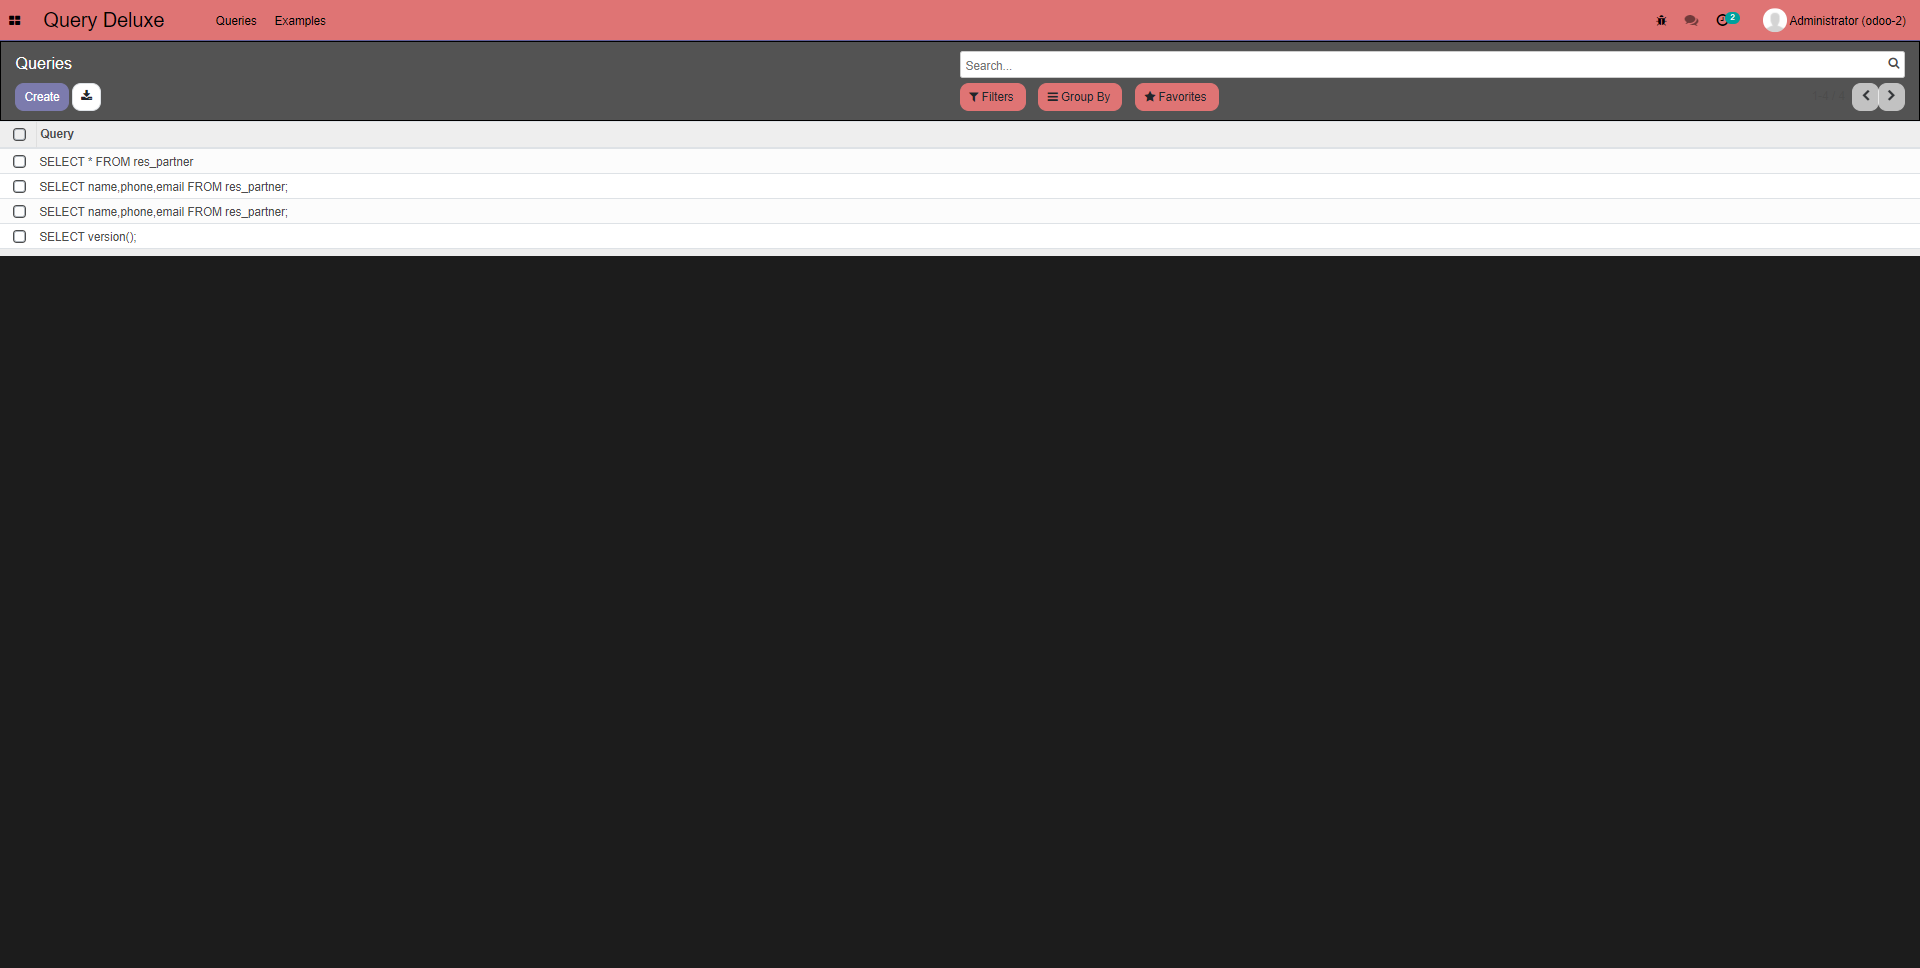 Query Deluxe Queries Examples 2 Administrator (odoo-2)
Queries
Search...
Create Filters Group By Favorites
Query
SELECT * FROM res_partner
SELECT name,phone,email FROM res_partner;
SELECT name,phone,email FROM res_partner;
SELECT version();